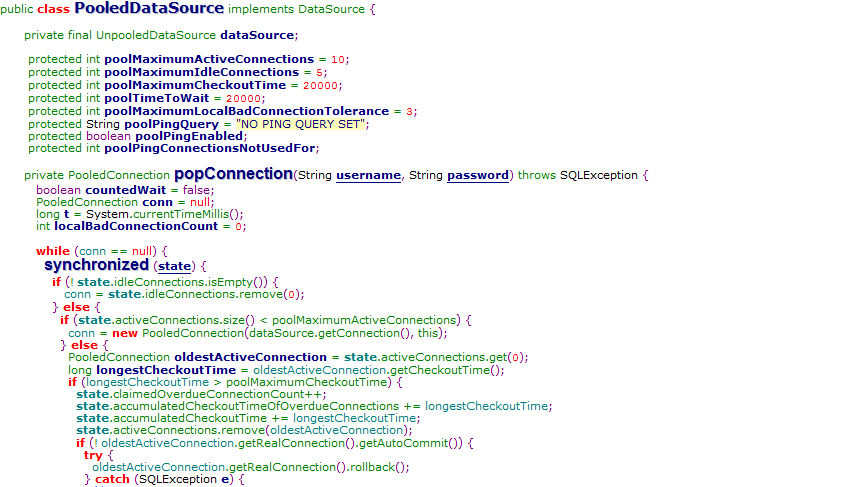 public class PooledDataSource implements DataSource {
private final UnpooledDataSource dataSource;
protected int poolMaximumActiveConnections = 10;
protected int poolMaximumIdleConnections = 5;
protected int poolMaximumCheckoutTime = 20000;
protected int poolTimeToWait = 20000;
protected int poolMaximumLocalBadConnectionTolerance = 3;
protected String poolPingQuery = "NO PING QUERY SET";
protected boolean poolPingEnabled;
protected int poolPingConnectionsNotUsedFor;
private PooledConnection popConnection(String username, String password) throws SQLException {
boolean countedWait = false;
PooledConnection conn = null;
long t = System.currentTimeMillis();
int localBadConnectionCount = 0;
while (conn == null) {
synchronized (state) {
if (! state.idleConnections.isEmpty()) {
conn = state.idleConnections.remove(0);
} else {
if (state.activeConnections.size() < poolMaximumActiveConnections) {
conn = new PooledConnection(dataSource.getConnection(), this);
} else {
PooledConnection oldestActiveConnection = state.activeConnections.get(0);
long longestCheckoutTime = oldestActiveConnection.getCheckoutTime();
if (longestCheckoutTime > poolMaximumCheckoutTime) {
state.claimedOverdueConnectionCount++;
state.accumulatedCheckoutTimeOfOverdueConnections += longestCheckoutTime;
state.accumulatedCheckoutTime += longestCheckoutTime;
state.activeConnections.remove(oldestActiveConnection);
if (! oldestActiveConnection.getRealConnection().getAutoCommit()) {
try {
oldestActiveConnection.getRealConnection().rollback();
} catch (SQLException e) {